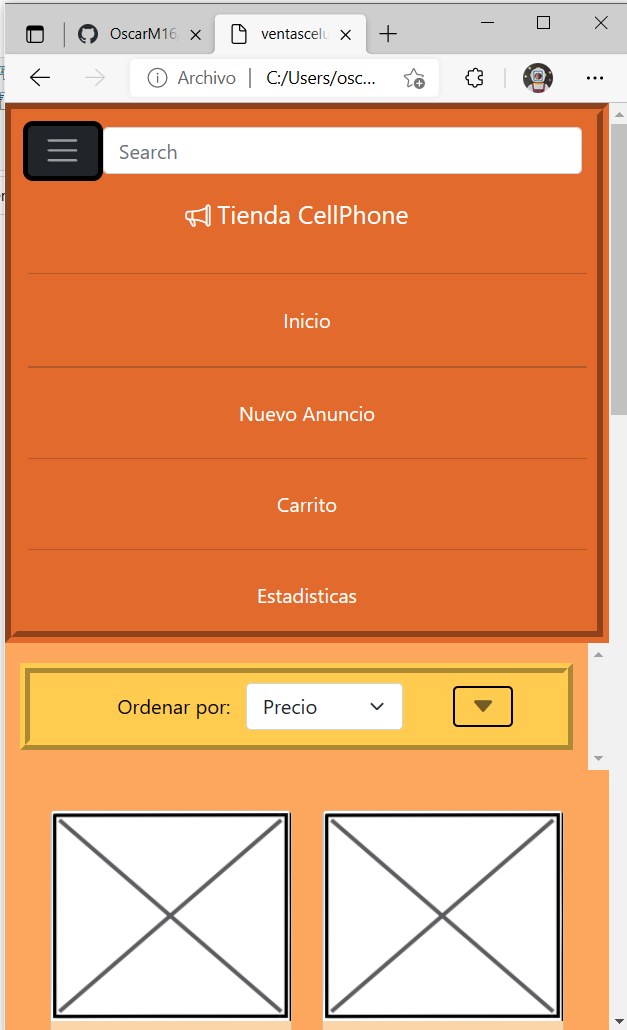 OscarM16
ventascelu
Archivo | C:/Users/osc...
Search
Tienda CellPhone
Inicio
Nuevo Anuncio
Carrito
Estadisticas
Ordenar por: Precio